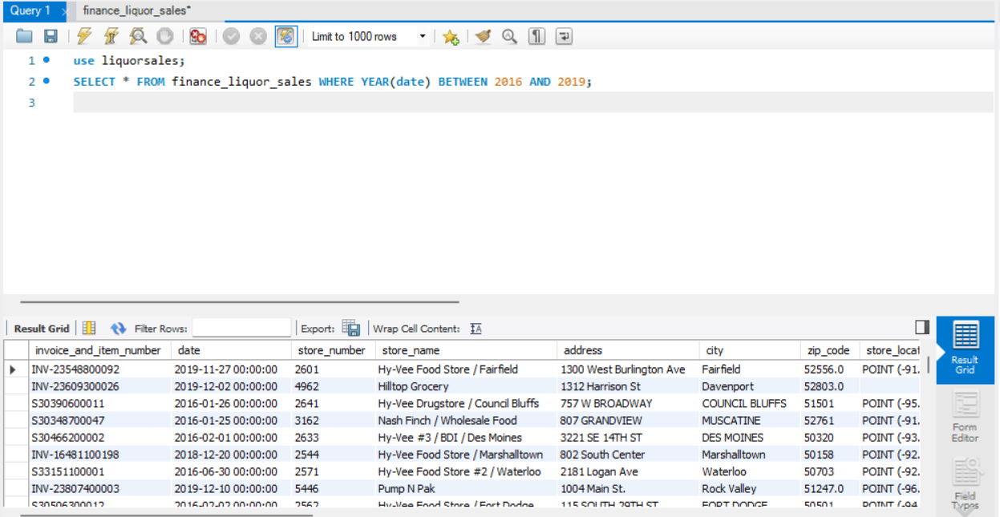 Query 1 finance_liquor_sales*
Limit to 1000 rows
1 use liquorsales;
2 SELECT * FROM finance_liquor_sales WHERE YEAR(date) BETWEEN 2016 AND 2019;
3
Result Grid Filter Rows: Export: Wrap Cell Content:
invoice_and_item_number date store_number store_name address city zip_code store_locat
INV-23548800092 2019-11-27 00:00:00 2601 Hy-Vee Food Store / Fairfield 1300 West Burlington Ave Fairfield 52556.0 POINT (-91.
INV-23609300026 2019-12-02 00:00:00 4962 Hilltop Grocery 1312 Harrison St Davenport 52803.0
S30390600011 2016-01-26 00:00:00 2641 Hy-Vee Drugstore / Council Bluffs 757 W BROADWAY COUNCIL BLUFFS 51501 POINT (-95.
S30348700047 2016-01-25 00:00:00 3162 Nash Finch / Wholesale Food 807 GRANDVIEW MUSCATINE 52761 POINT (-91.
S30466200002 2016-02-01 00:00:00 2633 Hy-Vee #3 / BDI / Des Moines 3221 SE 14TH ST DES MOINES 50320 POINT (-93.
INV-16481100198 2018-12-20 00:00:00 2544 Hy-Vee Food Store / Marshalltown 802 South Center Marshalltown 50158 POINT (-92.
S33151100001 2016-06-30 00:00:00 2571 Hy-Vee Food Store #2 / Waterloo 2181 Logan Ave Waterloo 50703 POINT (-92.
INV-23807400003 2019-12-10 00:00:00 5446 Pump N Pak 1004 Main St. Rock Valley 51247.0 POINT (-96.
S30506300012 2016-02-02 00:00:00 2562 Hy-Vee Food Store / Fort Dodge 115 SOUTH 29TH ST FORT DODGE 50501 POINT (-94
Result
Grid
Form
Editor
Field
Types